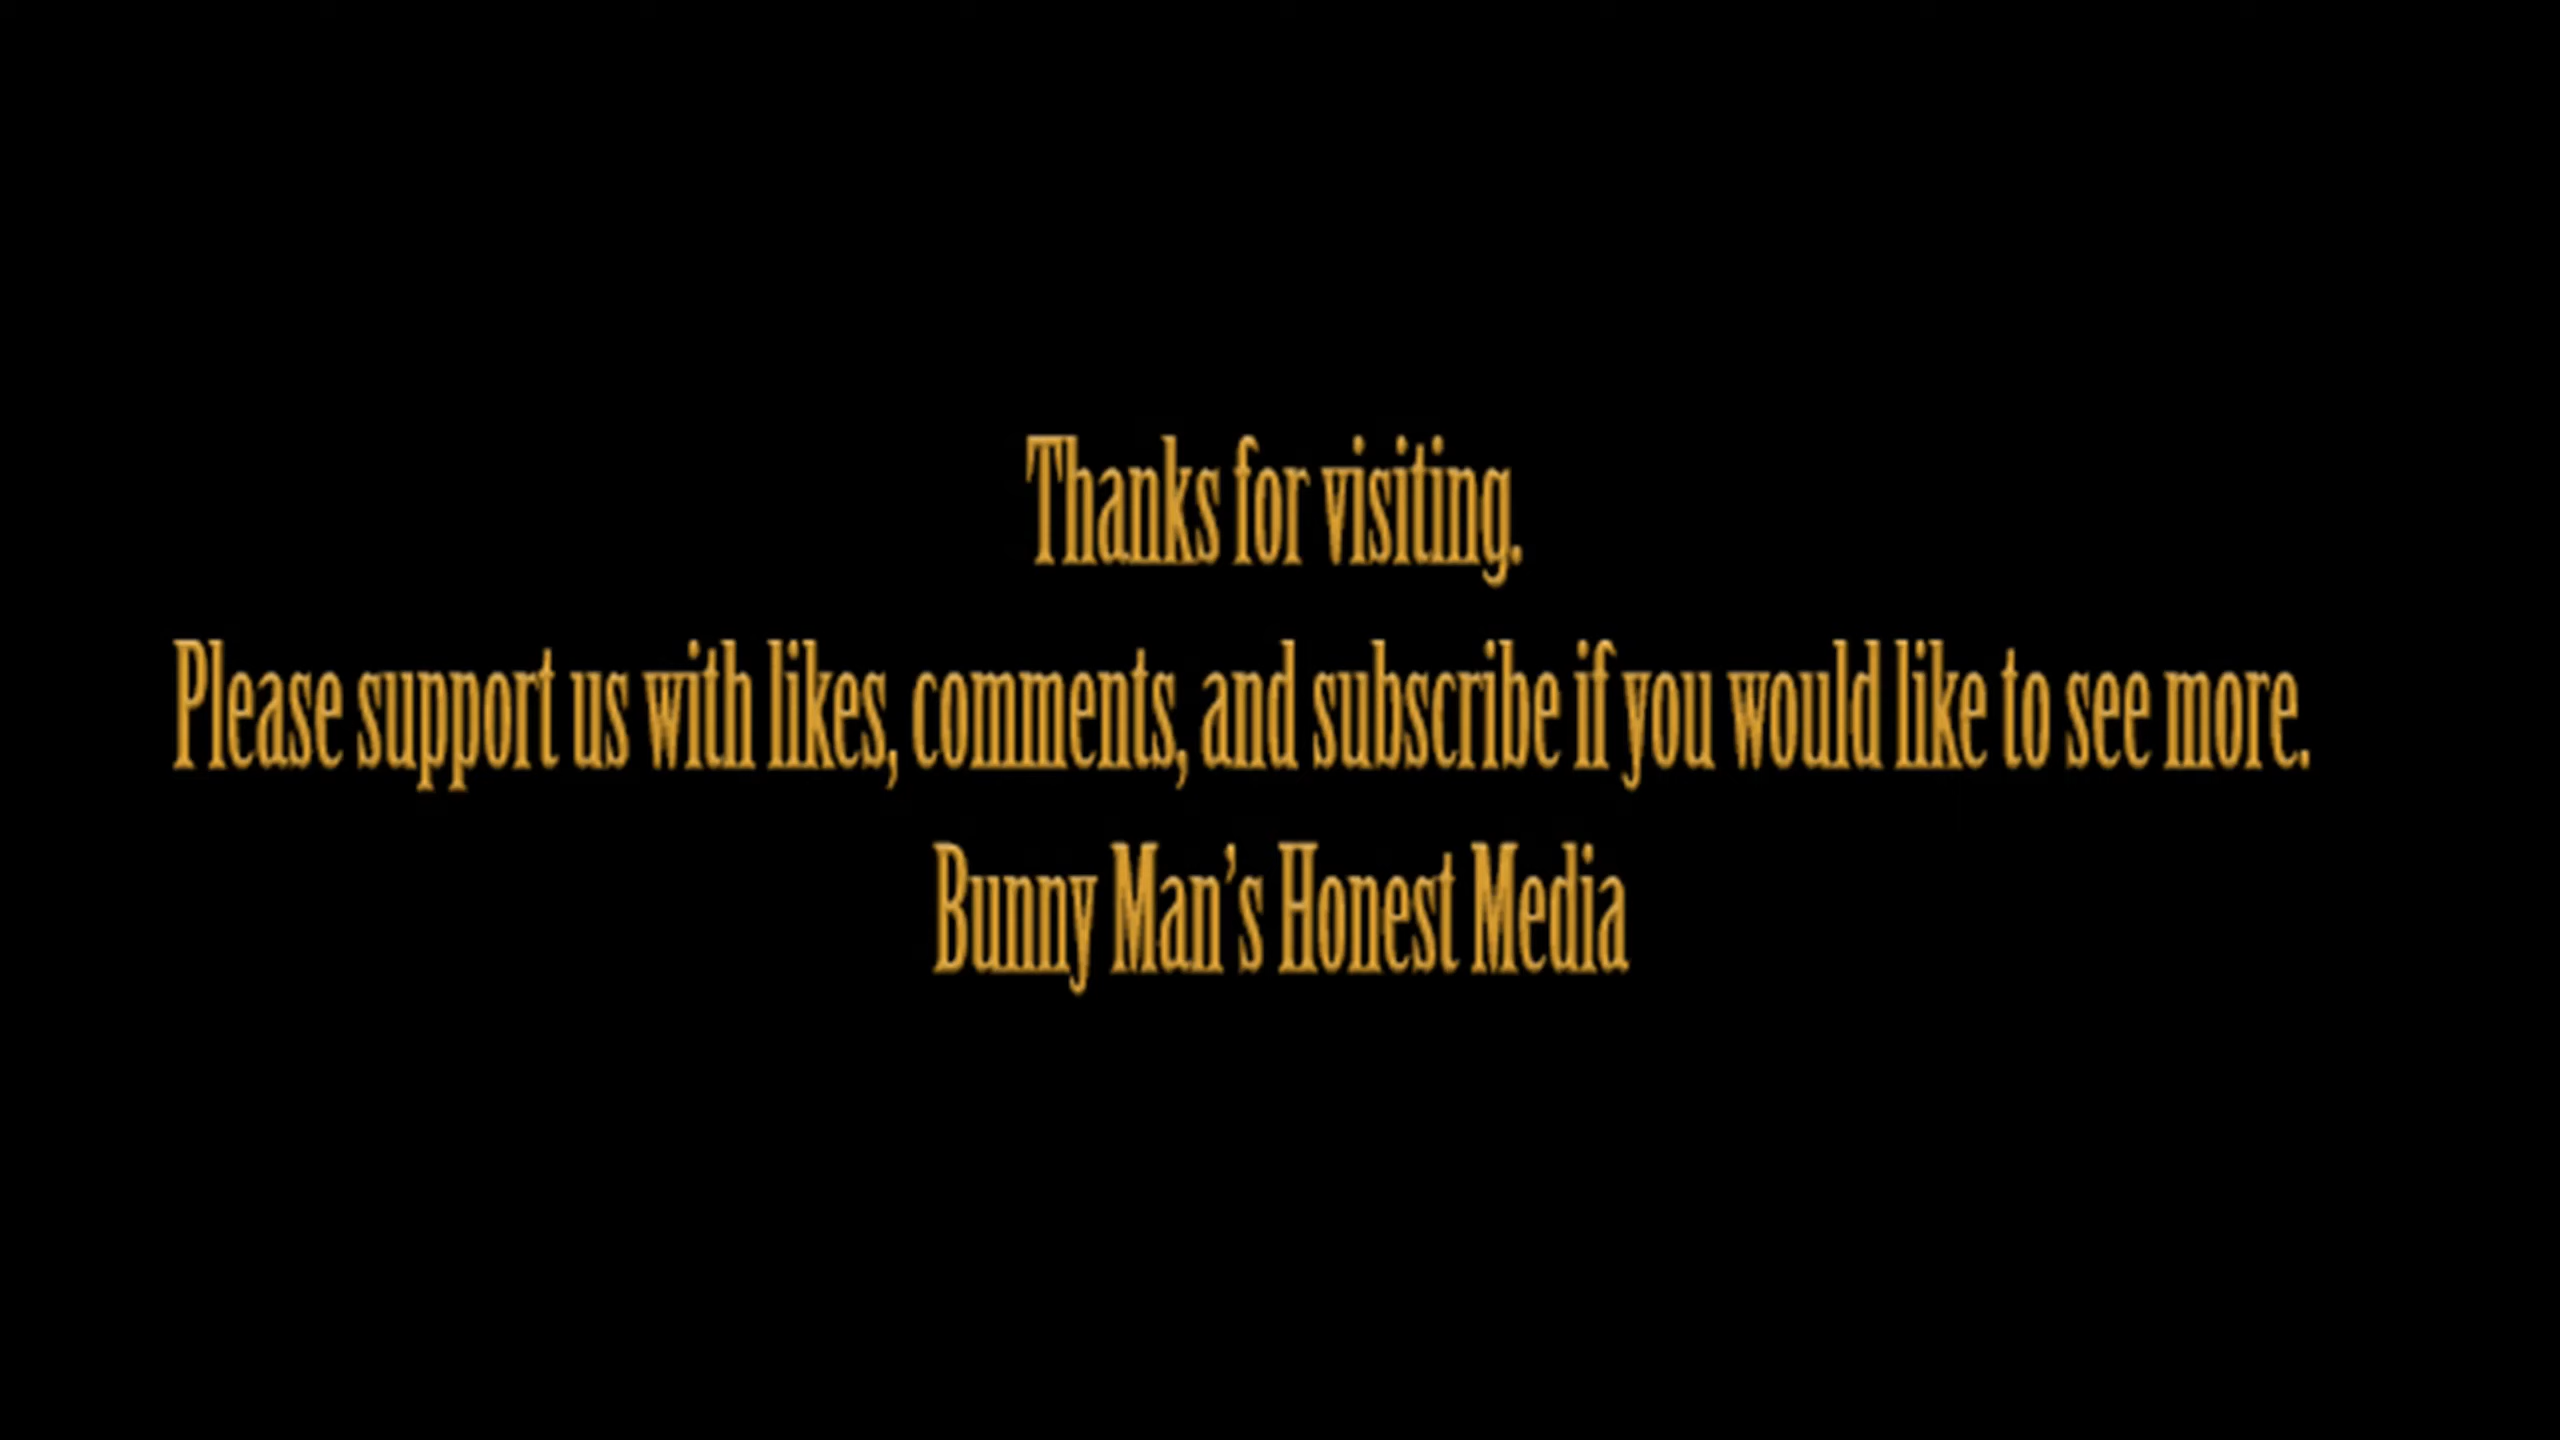 Thanks for visiting.
Please support us with likes, comments, and subscribe if you would like to see more.
Bunny Man’s Honest Media